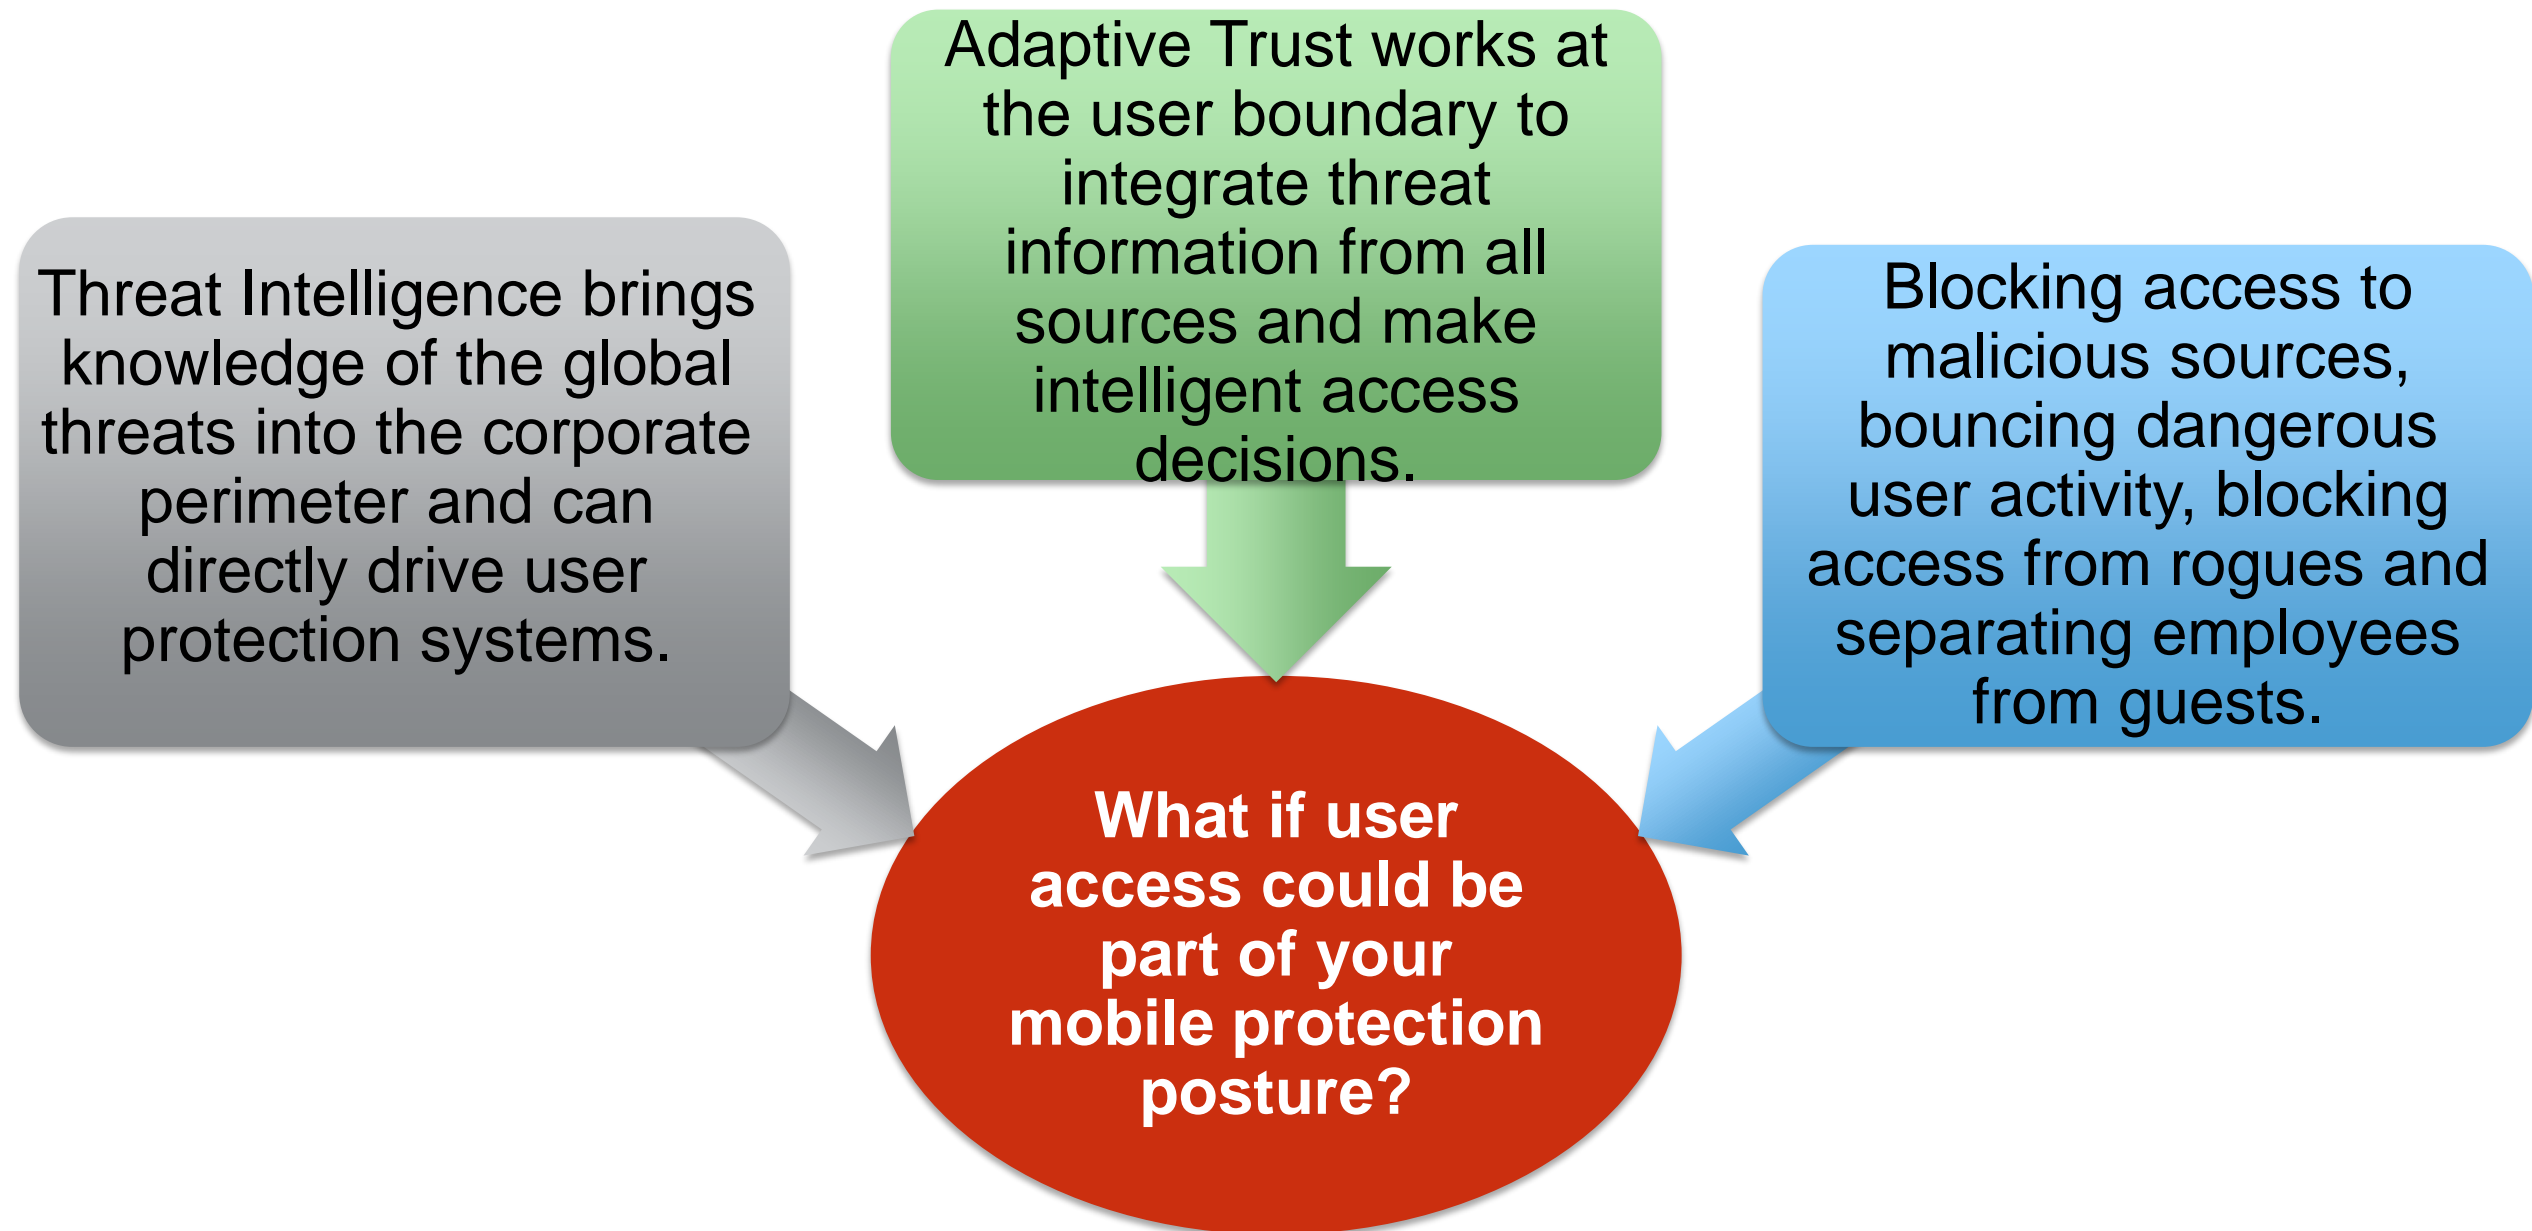 Threat Intelligence brings
knowledge of the global
threats into the corporate
perimeter and can
directly drive user
protection systems.
Adaptive Trust works at
the user boundary to
integrate threat
information from all
sources and make
intelligent access
decisions.
Blocking access to
malicious sources,
bouncing dangerous
user activity, blocking
access from rogues and
separating employees
from guests.
What if user
access could be
part of your
mobile protection
posture?